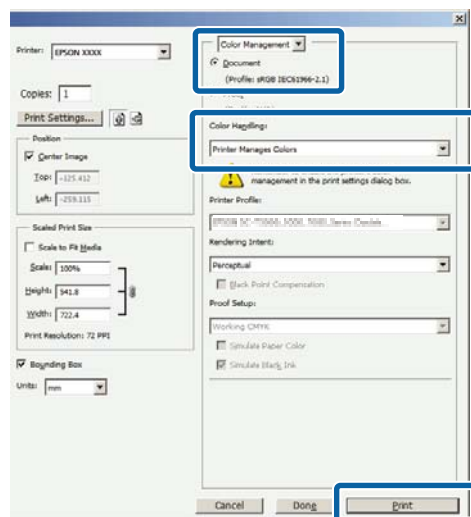 Printer: EPSON XXXX
Copies: 1
Print Settings...
Position
Center Image
Top: -125.412
Left: -259.115
Scaled Print Size
Scale to Fit Media
Scale: 100%
Height: 541.8
Width: 722.4
Print Resolution: 72 PPI
Bounding Box
Units: mm
Color Management
Document
(Profile: sRGB IEC61966-2.1)
Color Handling:
Printer Manages Colors
management in the print settings dialog box.
Printer Profile:
EPSON
Rendering Intent:
Perceptual
Black Point Compensation
Proof Setup:
Working CMYK
Simulate Paper Color
Simulate Black Ink
Cancel
Done
Print